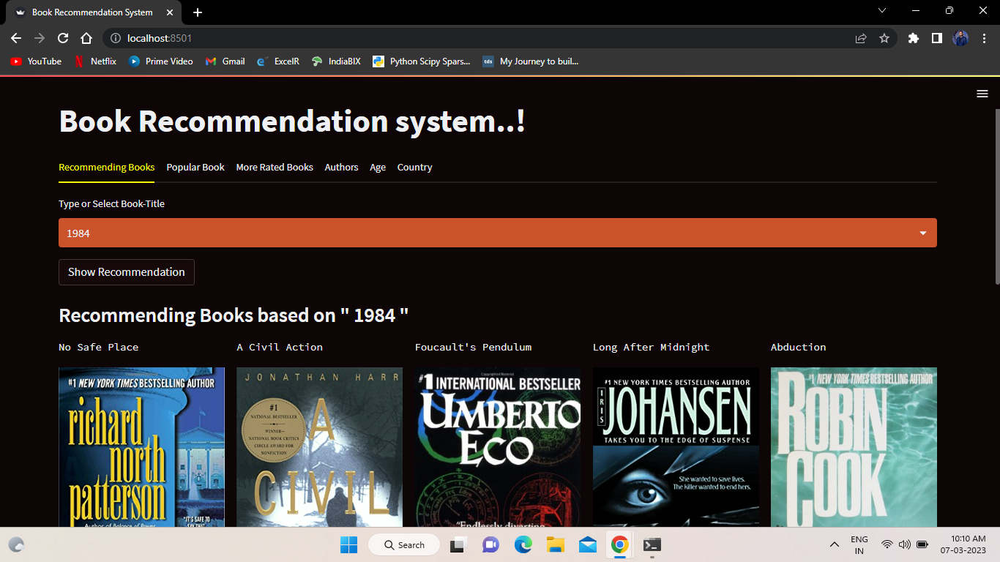 Book Recommendation System
localhost:8501
YouTube Netflix Prime Video Gmail ExcelR IndiaBIX Python Scipy Spars... tds My Journey to buil...
Book Recommendation system..!
Recommending Books Popular Book More Rated Books Authors Age Country
Type or Select Book-Title
1984
Show Recommendation
Recommending Books based on " 1984 "
No Safe Place
A Civil Action
Foucault's Pendulum
Long After Midnight
Abduction
#1 NEW YORK TIMES BESTSELLING AUTHOR
richard
north
patterson
Author of Balance of Power
"IT'S SAFE TO
SAY THAT
JONATHAN HARR
#1
NATIONAL BESTSELLER
WINNER—
NATIONAL BOOK CRITICS
CIRCLE AWARD FOR
NONFICTION
A
CIVIL
#1 INTERNATIONAL BESTSELLER
UMBERTO
ECO
"Endlessly diverting
#1 NEW YORK TIMES BESTSELLING AUTHOR
IRIS
JOHANSEN
TAKES YOU TO THE EDGE OF SUSPENSE
She wanted to save lives.
The killer wanted to end hers.
#1 NEW YORK TIMES BESTSELLING AUTHOR
ROBIN
COOK
Search
ENG
IN
10:10 AM
07-03-2023